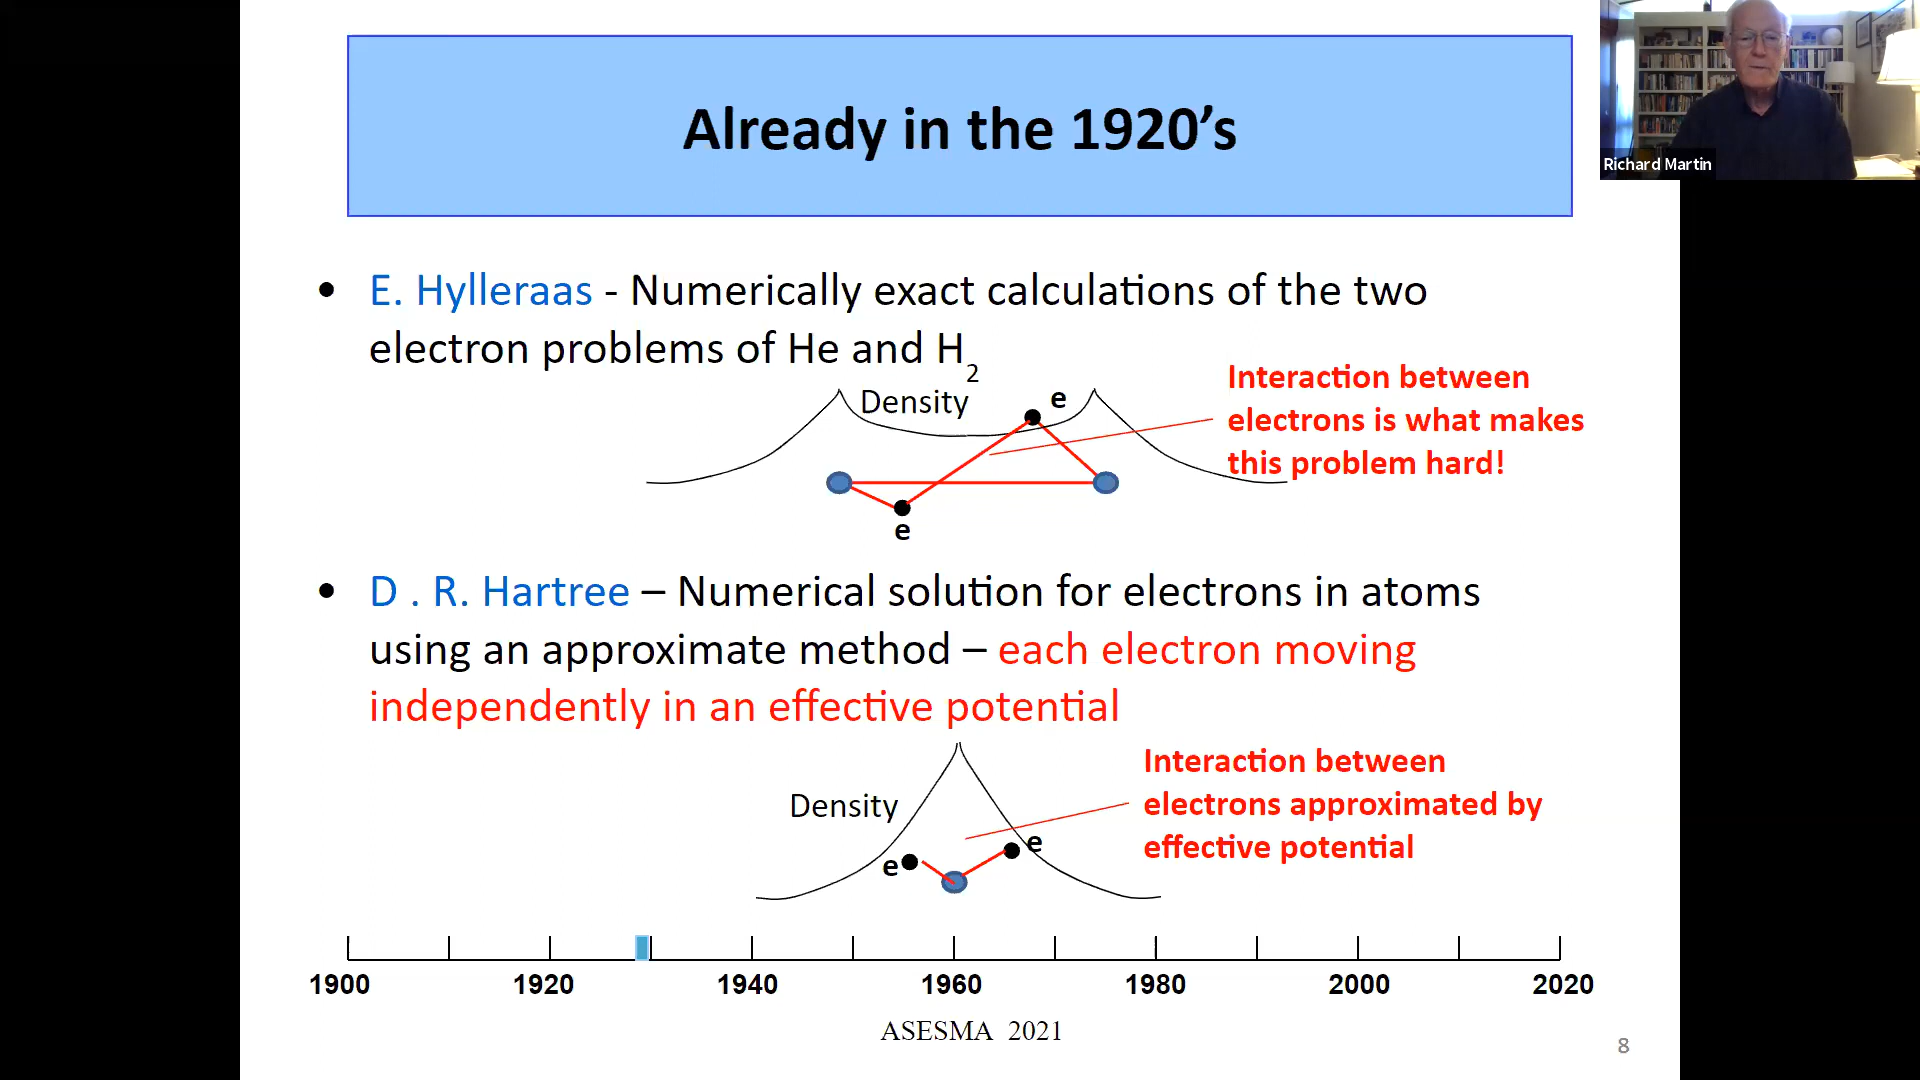 Already in the 1920’s
Richard Martin
• E. Hylleraas - Numerically exact calculations of the two
electron problems of He and H2
Density
e
e
Interaction between
electrons is what makes
this problem hard!
• D . R. Hartree – Numerical solution for electrons in atoms
using an approximate method – each electron moving
independently in an effective potential
Density
e
e
Interaction between
electrons approximated by
effective potential
1900 1920 1940 1960 1980 2000 2020
ASESMA 2021
8